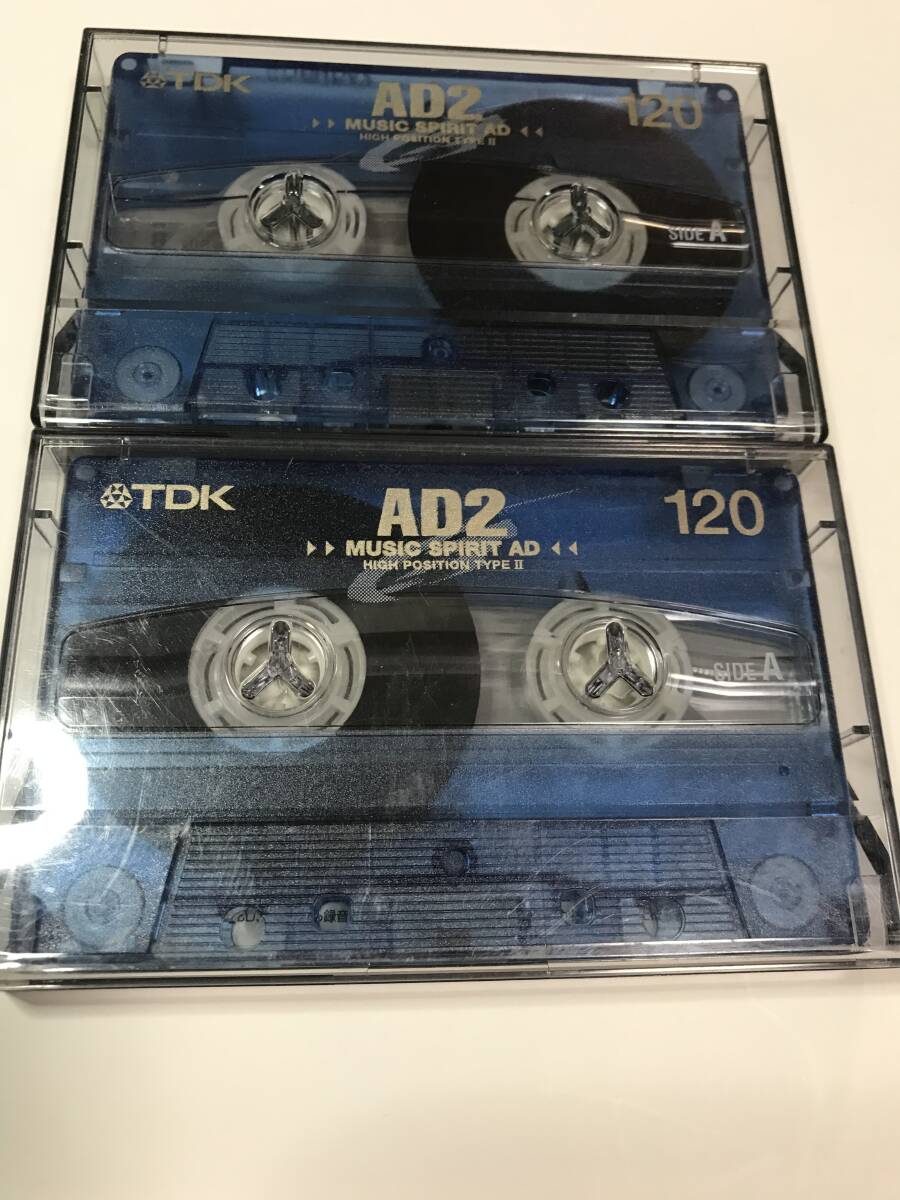 TDK
AD2
120
MUSIC SPIRIT AD
HIGH POSITION TYPE II
SIDE A
TDK
AD2
120
MUSIC SPIRIT AD
HIGH POSITION TYPE II
SIDE A
録音